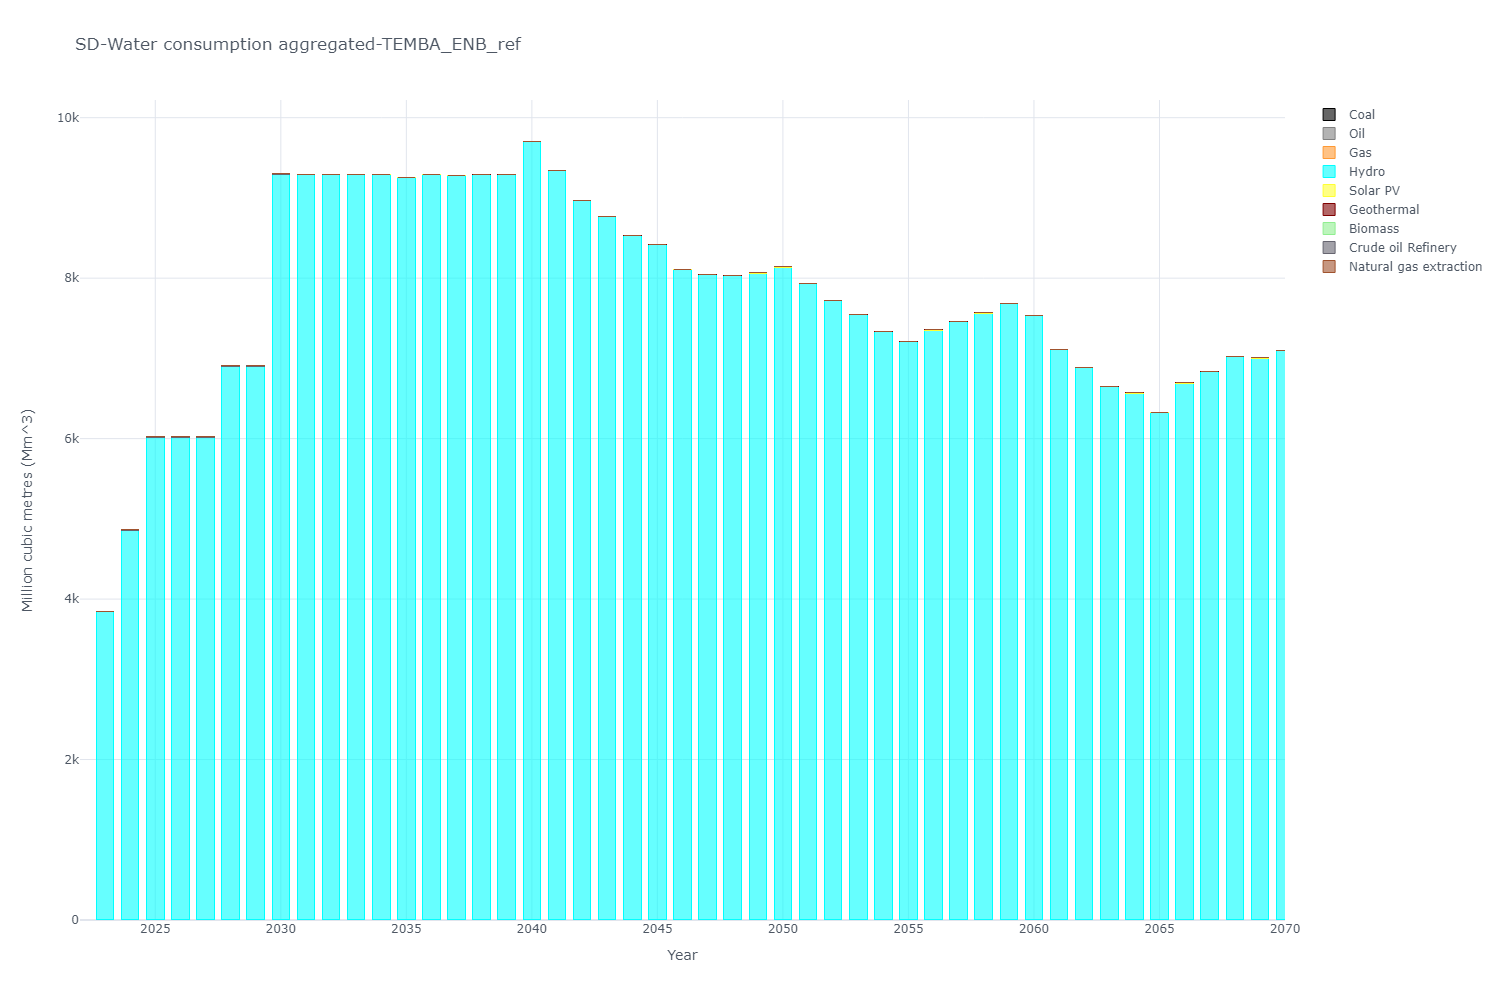 SD-Water consumption aggregated-TEMBA_ENB_ref
10k
8k
6k
4k
2k
0
Million cubic metres (Mm^3)
2025 2030 2035 2040 2045 2050 2055 2060 2065 2070
Year
Coal
Oil
Gas
Hydro
Solar PV
Geothermal
Biomass
Crude oil Refinery
Natural gas extraction